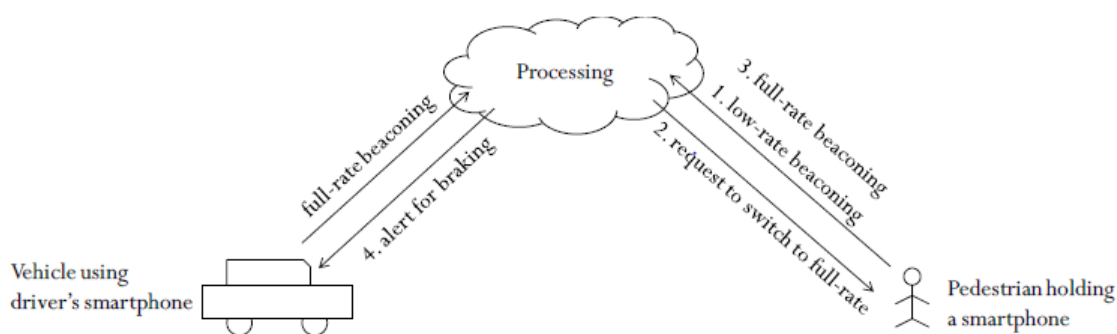 Processing
3. full-rate beaconing
1. low-rate beaconing
2. request to switch to full-rate
full-rate beaconing
4. alert for braking
Vehicle using
driver's smartphone
Pedestrian holding
a smartphone